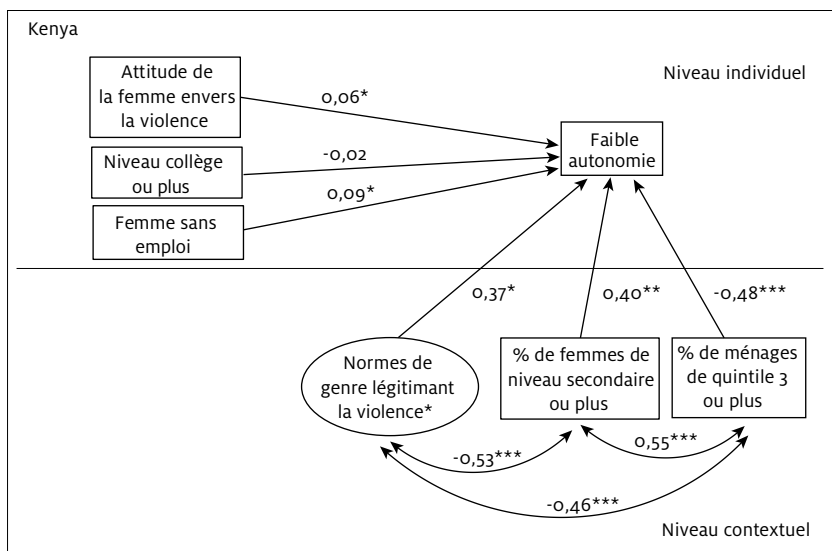 Kenya
Niveau individuel
Attitude de
la femme envers
la violence
0,06*
Faible
autonomie
Niveau collège
ou plus
-0,02
0,09*
Femme sans
emploi
0,37*
0,40**
-0,48***
Normes de
genre légitimant
la violence*
% de femmes de
niveau secondaire
ou plus
% de ménages
de quintile 3
ou plus
-0,53***
0,55***
-0,46***
Niveau contextuel